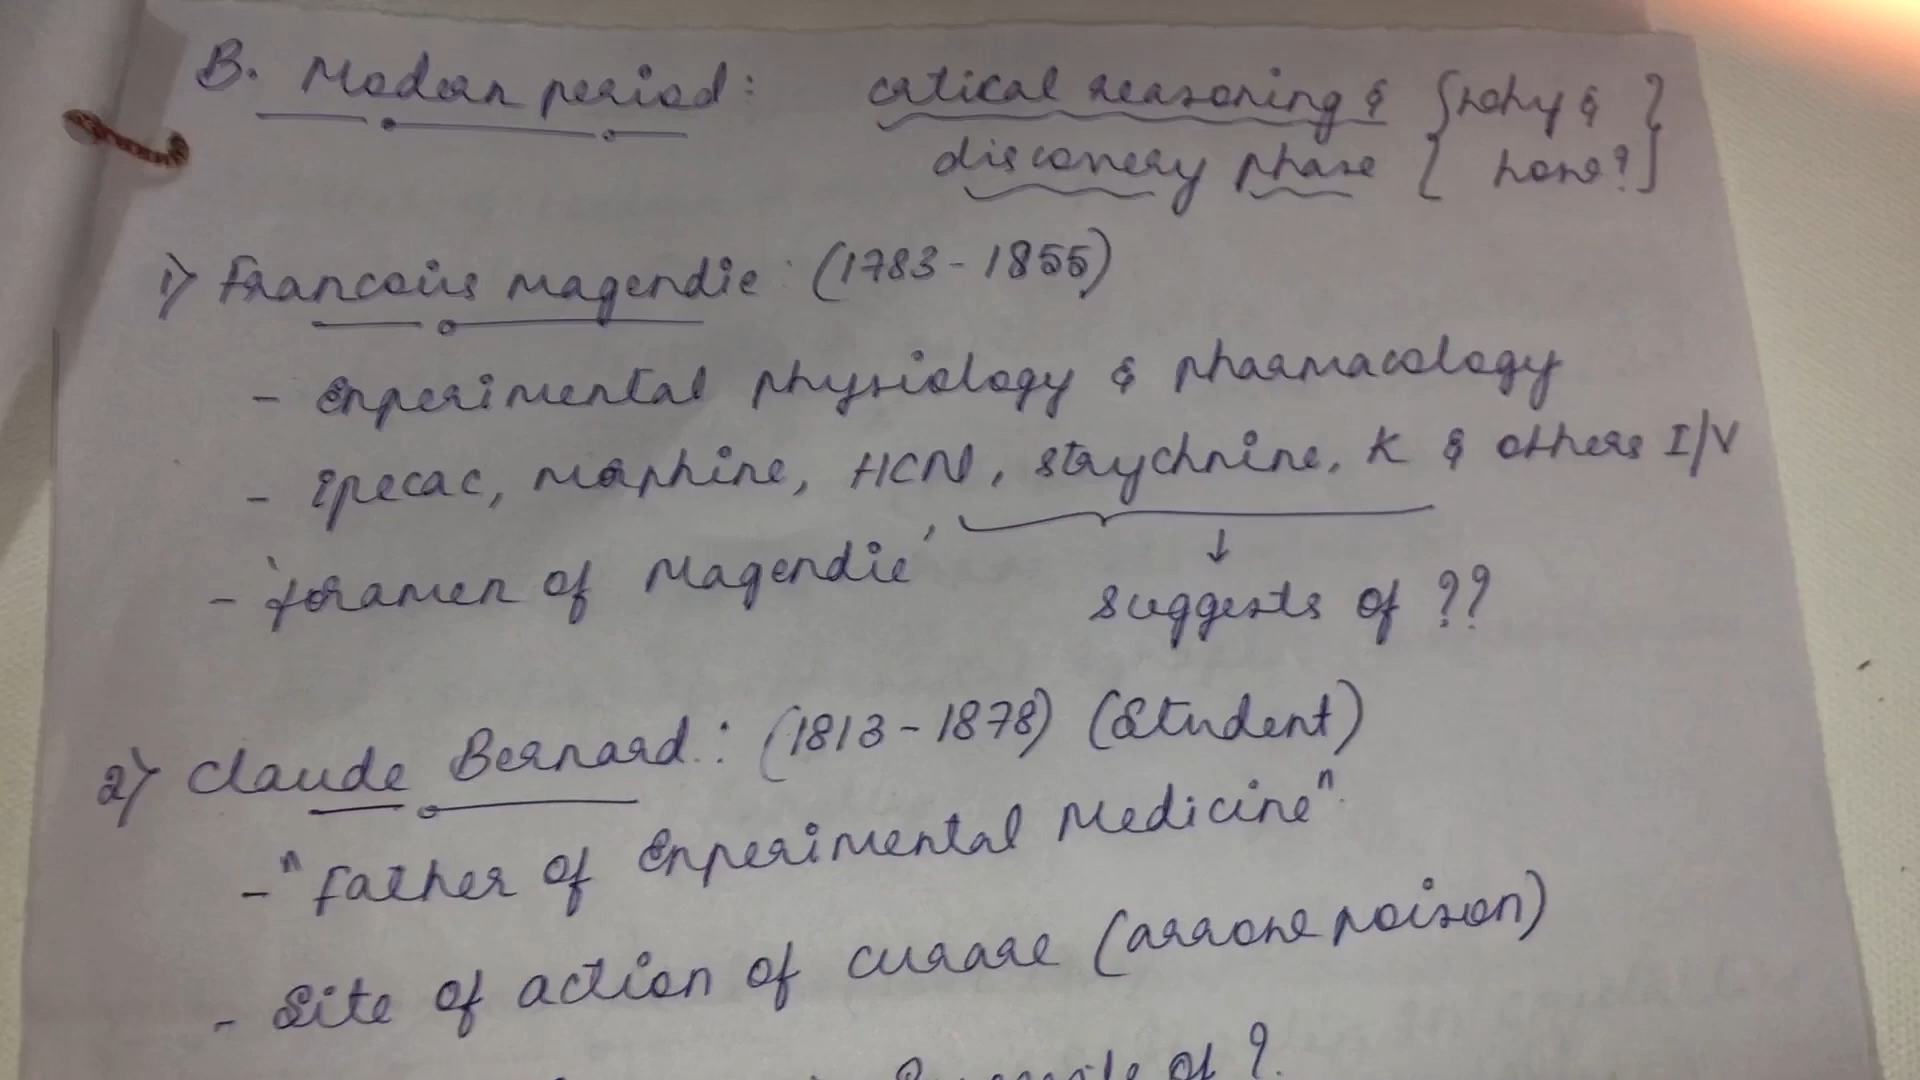 B. Modern period: critical reasoning & {why &}
discovery phase { how?}
1) Francois magendie: (1783-1855)
- Experimental physiology & pharmacology
- Ipecac, morphine, HCN, strychnine, K & others I/V
- 'foramen of Magendie' ↓
suggests of ??
2) Claude Bernard: (1813-1878) (Student)
- "Father of Experimental Medicine"
- Site of action of curare (arrow poison)
of ?